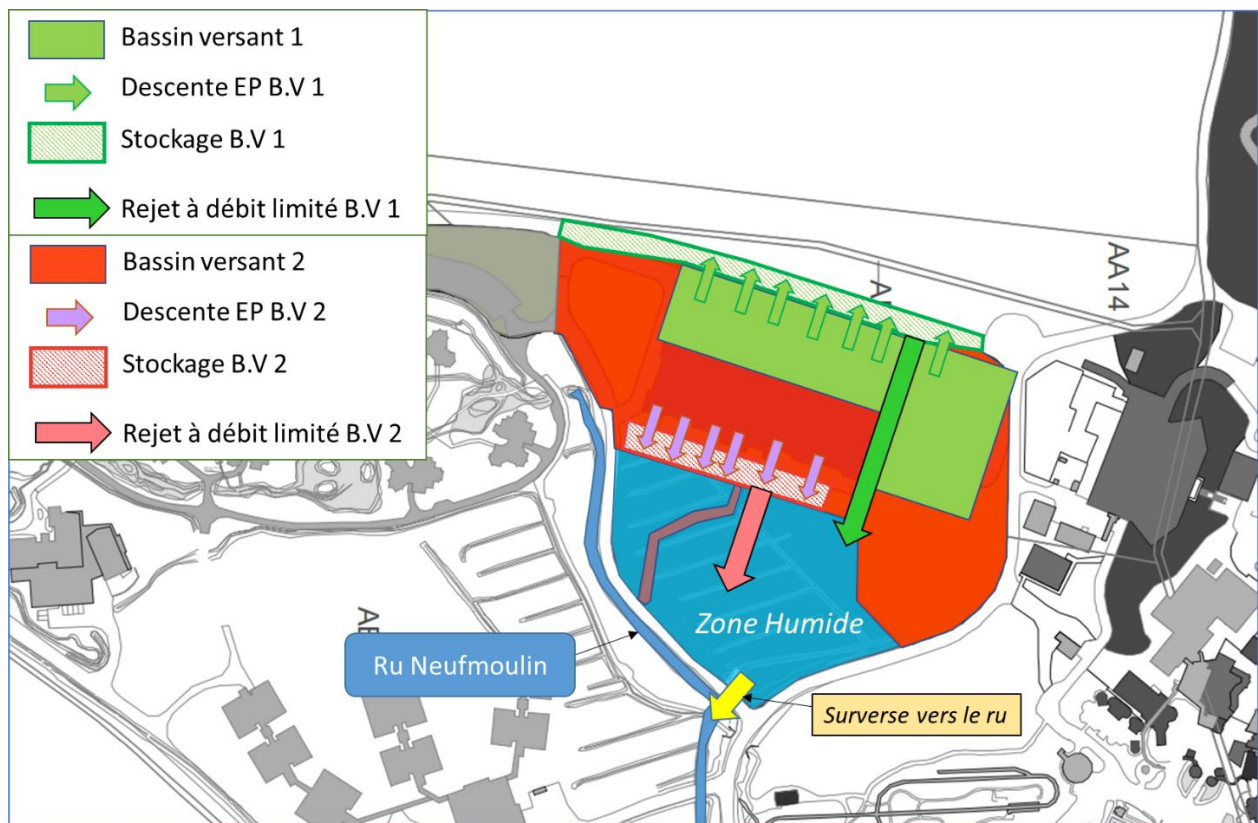 Bassin versant 1
Descente EP B.V 1
Stockage B.V 1
Rejet à débit limité B.V 1
Bassin versant 2
Descente EP B.V 2
Stockage B.V 2
Rejet à débit limité B.V 2
AA14
Zone Humide
Ru Neufmoulin
Surverse vers le ru